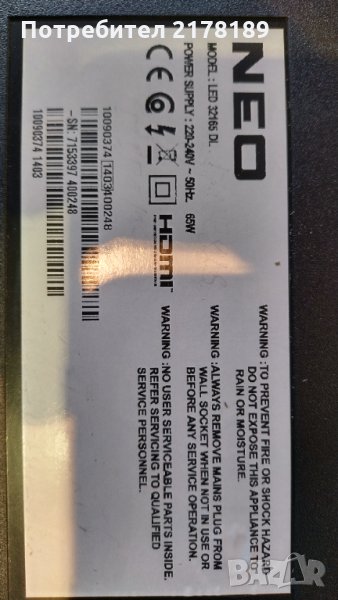 Потребител 2178189
NEO
MODEL : LED 32165 DL
POWER SUPPLY : 220-240V ~ 50Hz. 65W
CE
HDMI
10090374 1403400248
- SN: 7153397 400248
10090374 1403
WARNING :TO PREVENT FIRE OR SHOCK HAZARD
DO NOT EXPOSE THIS APPLIANCE TO
RAIN OR MOISTURE.
WARNING :ALWAYS REMOVE MAINS PLUG FROM
WALL SOCKET WHEN NOT IN USE OR
BEFORE ANY SERVICE OPERATION.
WARNING :NO USER SERVICEABLE PARTS INSIDE.
REFER SERVICING TO QUALIFIED
SERVICE PERSONNEL.
BAZAR